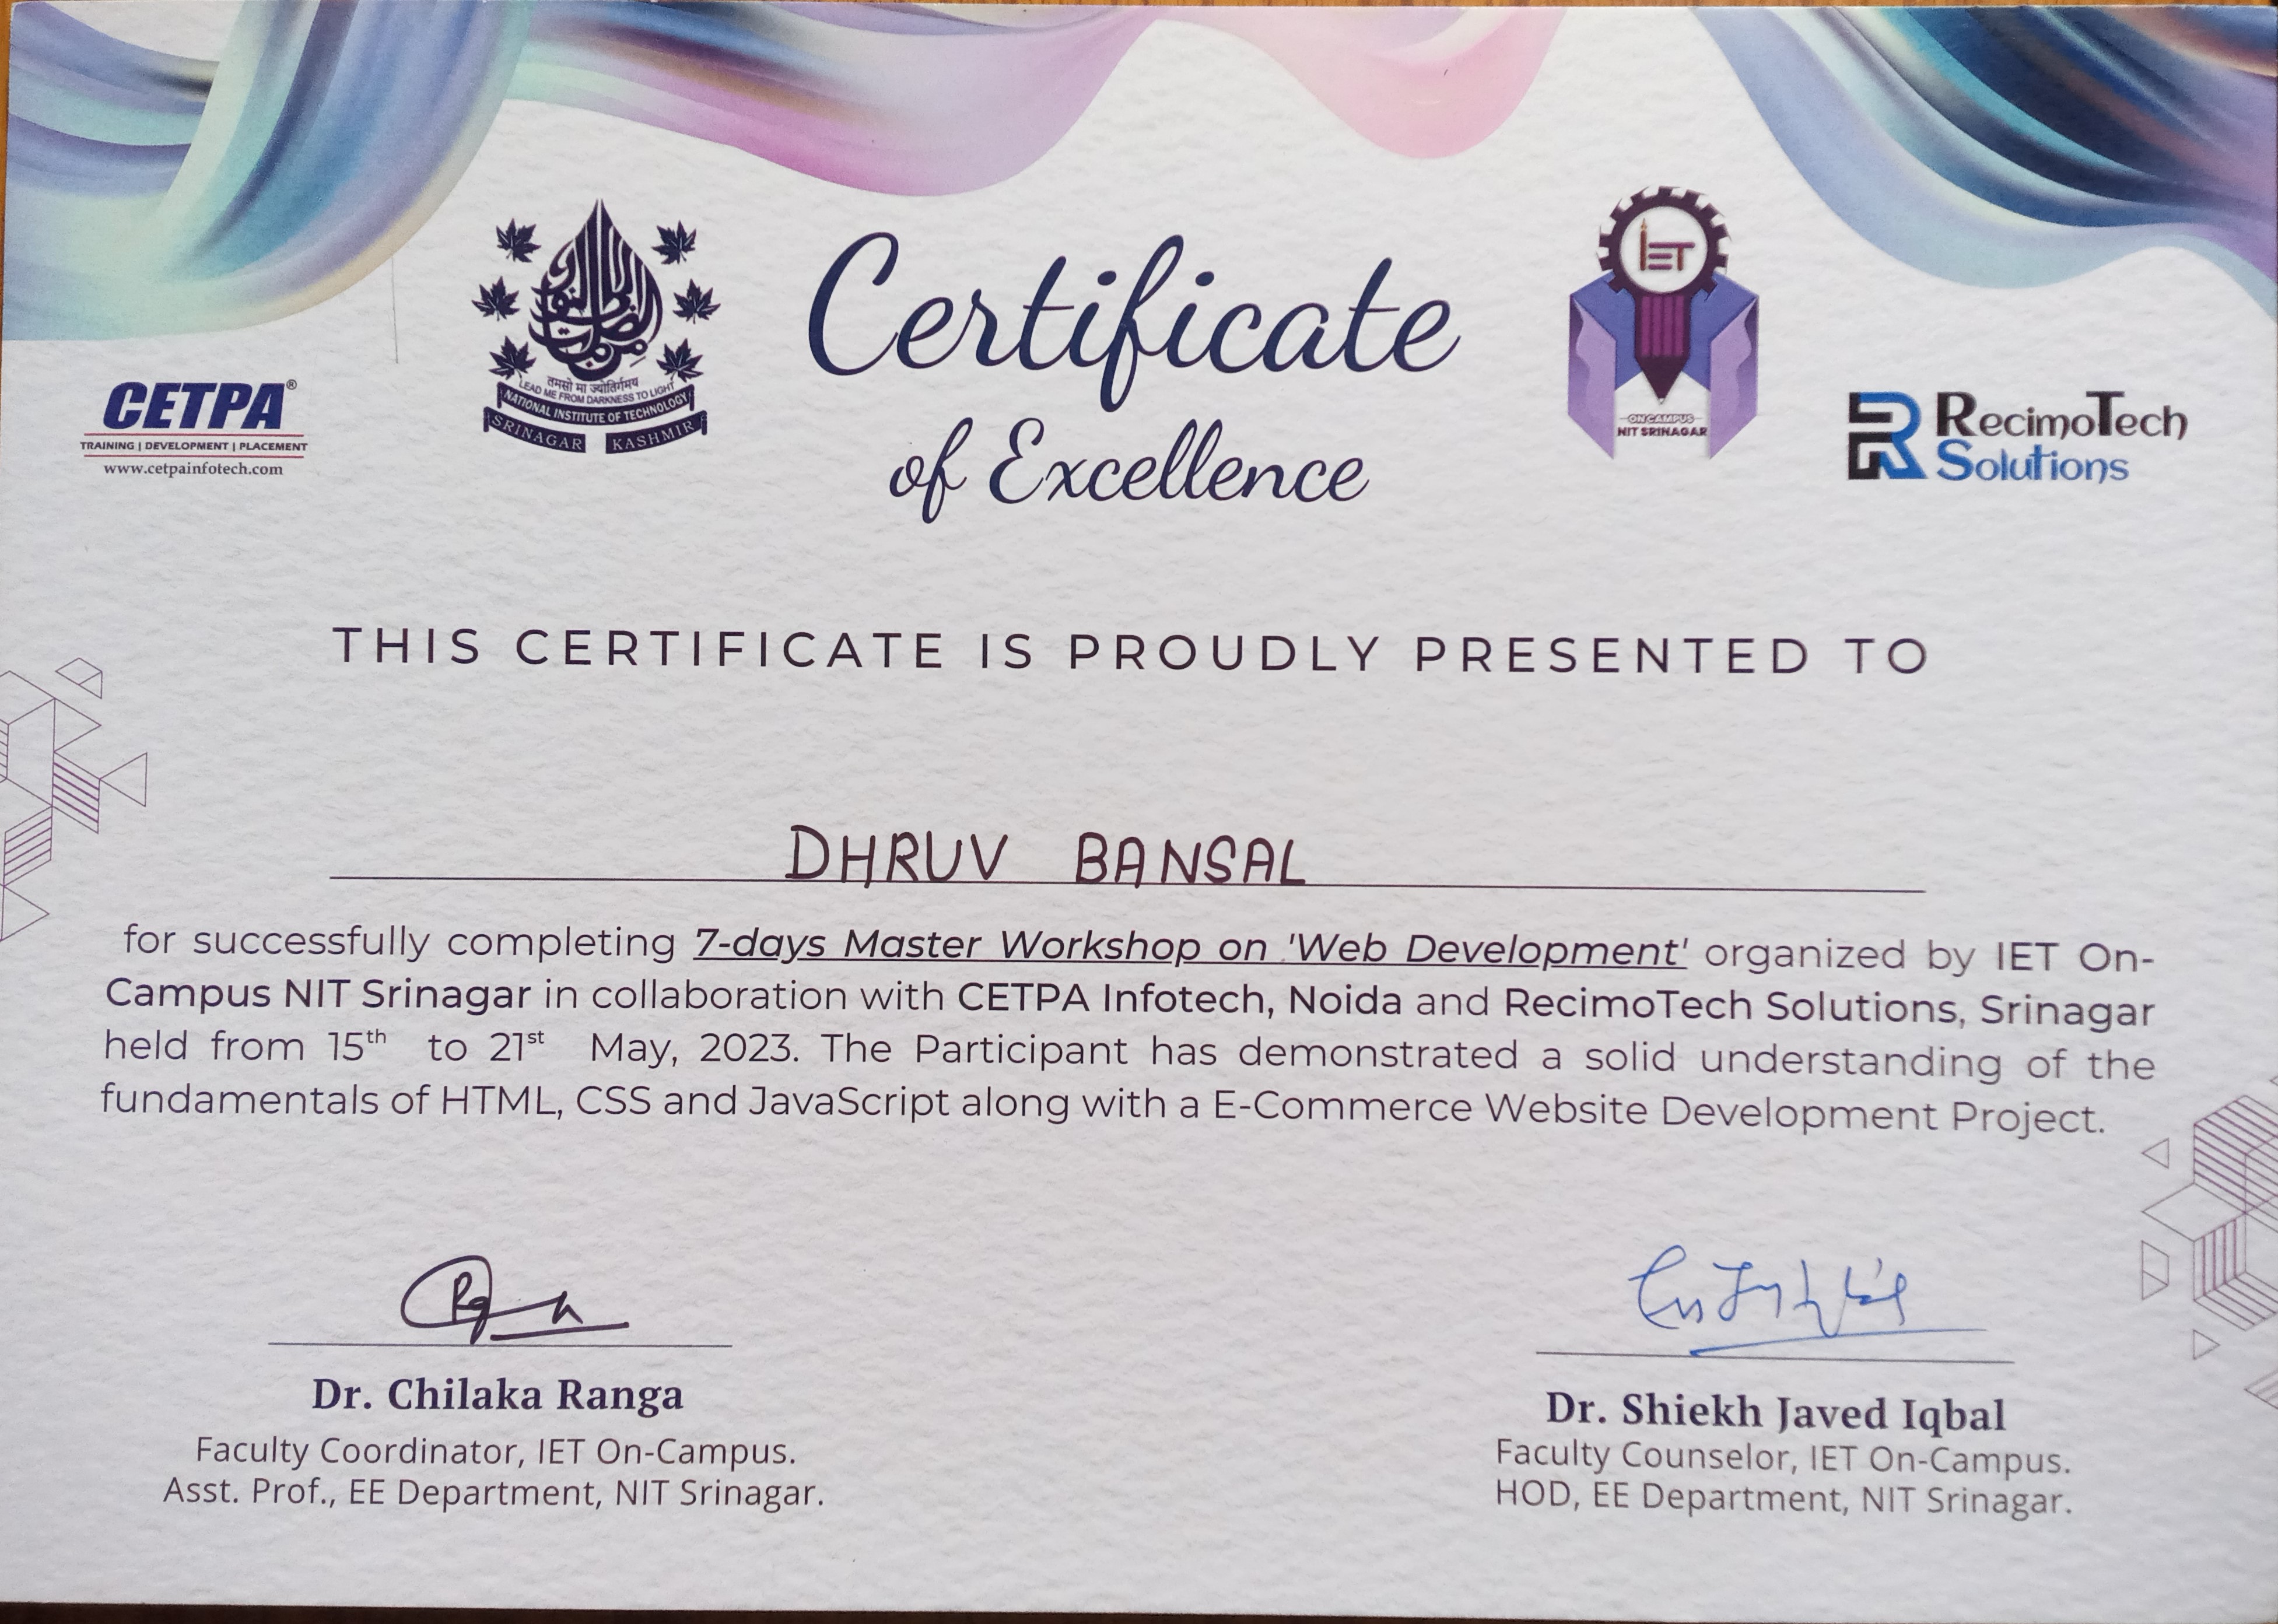 Certificate
of Excellence
CETPA®
TRAINING | DEVELOPMENT | PLACEMENT
www.cetpainfotech.com
तमसो मा ज्योतिर्गमय
LEAD ME FROM DARKNESS TO LIGHT
NATIONAL INSTITUTE OF TECHNOLOGY
SRINAGAR KASHMIR
IET
ON CAMPUS
NIT SRINAGAR
RecimoTech
Solutions
THIS CERTIFICATE IS PROUDLY PRESENTED TO
DHRUV BANSAL
for successfully completing 7-days Master Workshop on 'Web Development' organized by IET On-
Campus NIT Srinagar in collaboration with CETPA Infotech, Noida and RecimoTech Solutions, Srinagar
held from 15th to 21st May, 2023. The Participant has demonstrated a solid understanding of the
fundamentals of HTML, CSS and JavaScript along with a E-Commerce Website Development Project.
Dr. Chilaka Ranga
Faculty Coordinator, IET On-Campus.
Asst. Prof., EE Department, NIT Srinagar.
Dr. Shiekh Javed Iqbal
Faculty Counselor, IET On-Campus.
HOD, EE Department, NIT Srinagar.